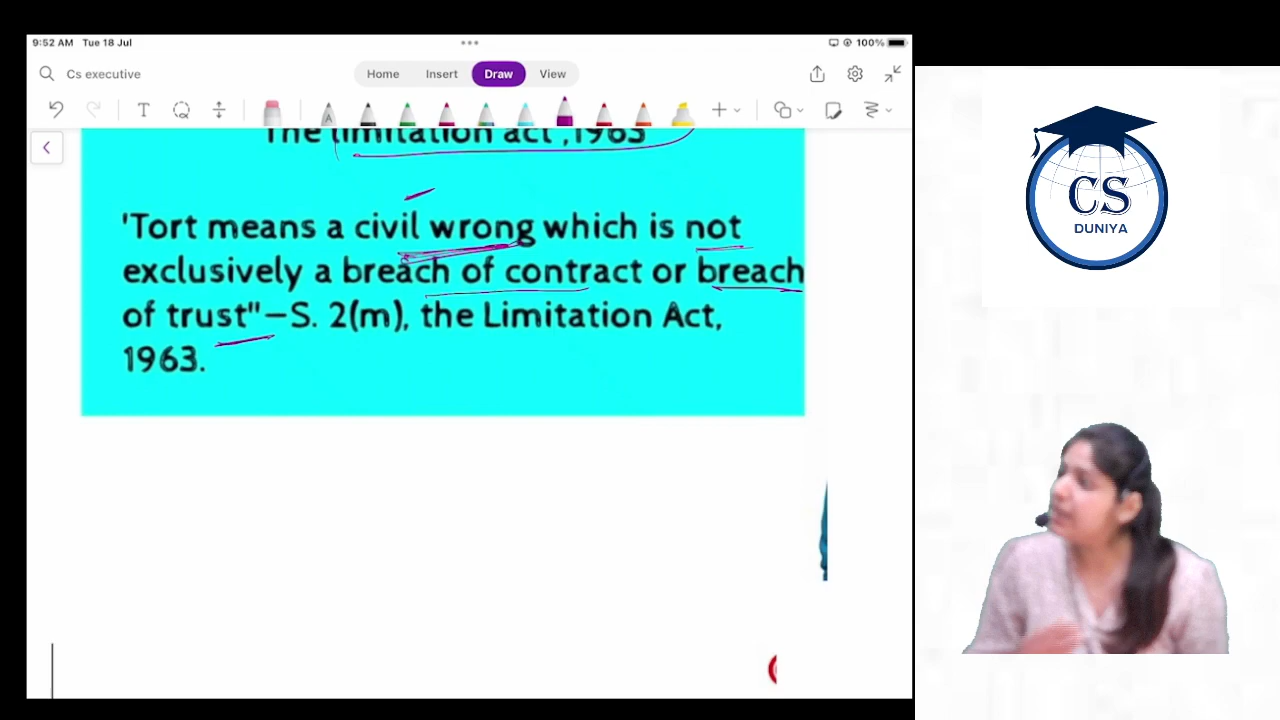 9:52 AM Tue 18 Jul
100%
Cs executive
Home Insert Draw View
The limitation act ,1963
'Tort means a civil wrong which is not
exclusively a breach of contract or breach
of trust"–S. 2(m), the Limitation Act,
1963.
CS
DUNIYA